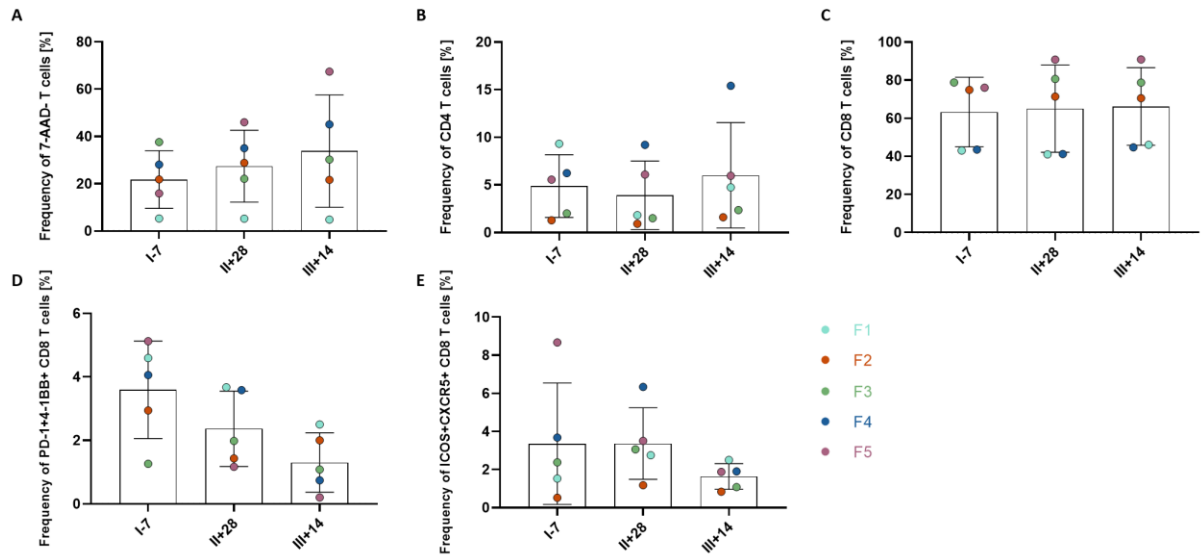 A
Frequency of 7-AAD- T cells [%]
80
60
40
20
0
I-7
II+28
III+14
B
Frequency of CD4 T cells [%]
20
15
10
5
0
I-7
II+28
III+14
C
Frequency of CD8 T cells [%]
100
80
60
40
20
0
I-7
II+28
III+14
D
Frequency of PD-1+4-1BB+ CD8 T cells [%]
6
4
2
0
I-7
II+28
III+14
E
Frequency of ICOS+CXCR5+ CD8 T cells [%]
10
8
6
4
2
0
I-7
II+28
III+14
F1
F2
F3
F4
F5